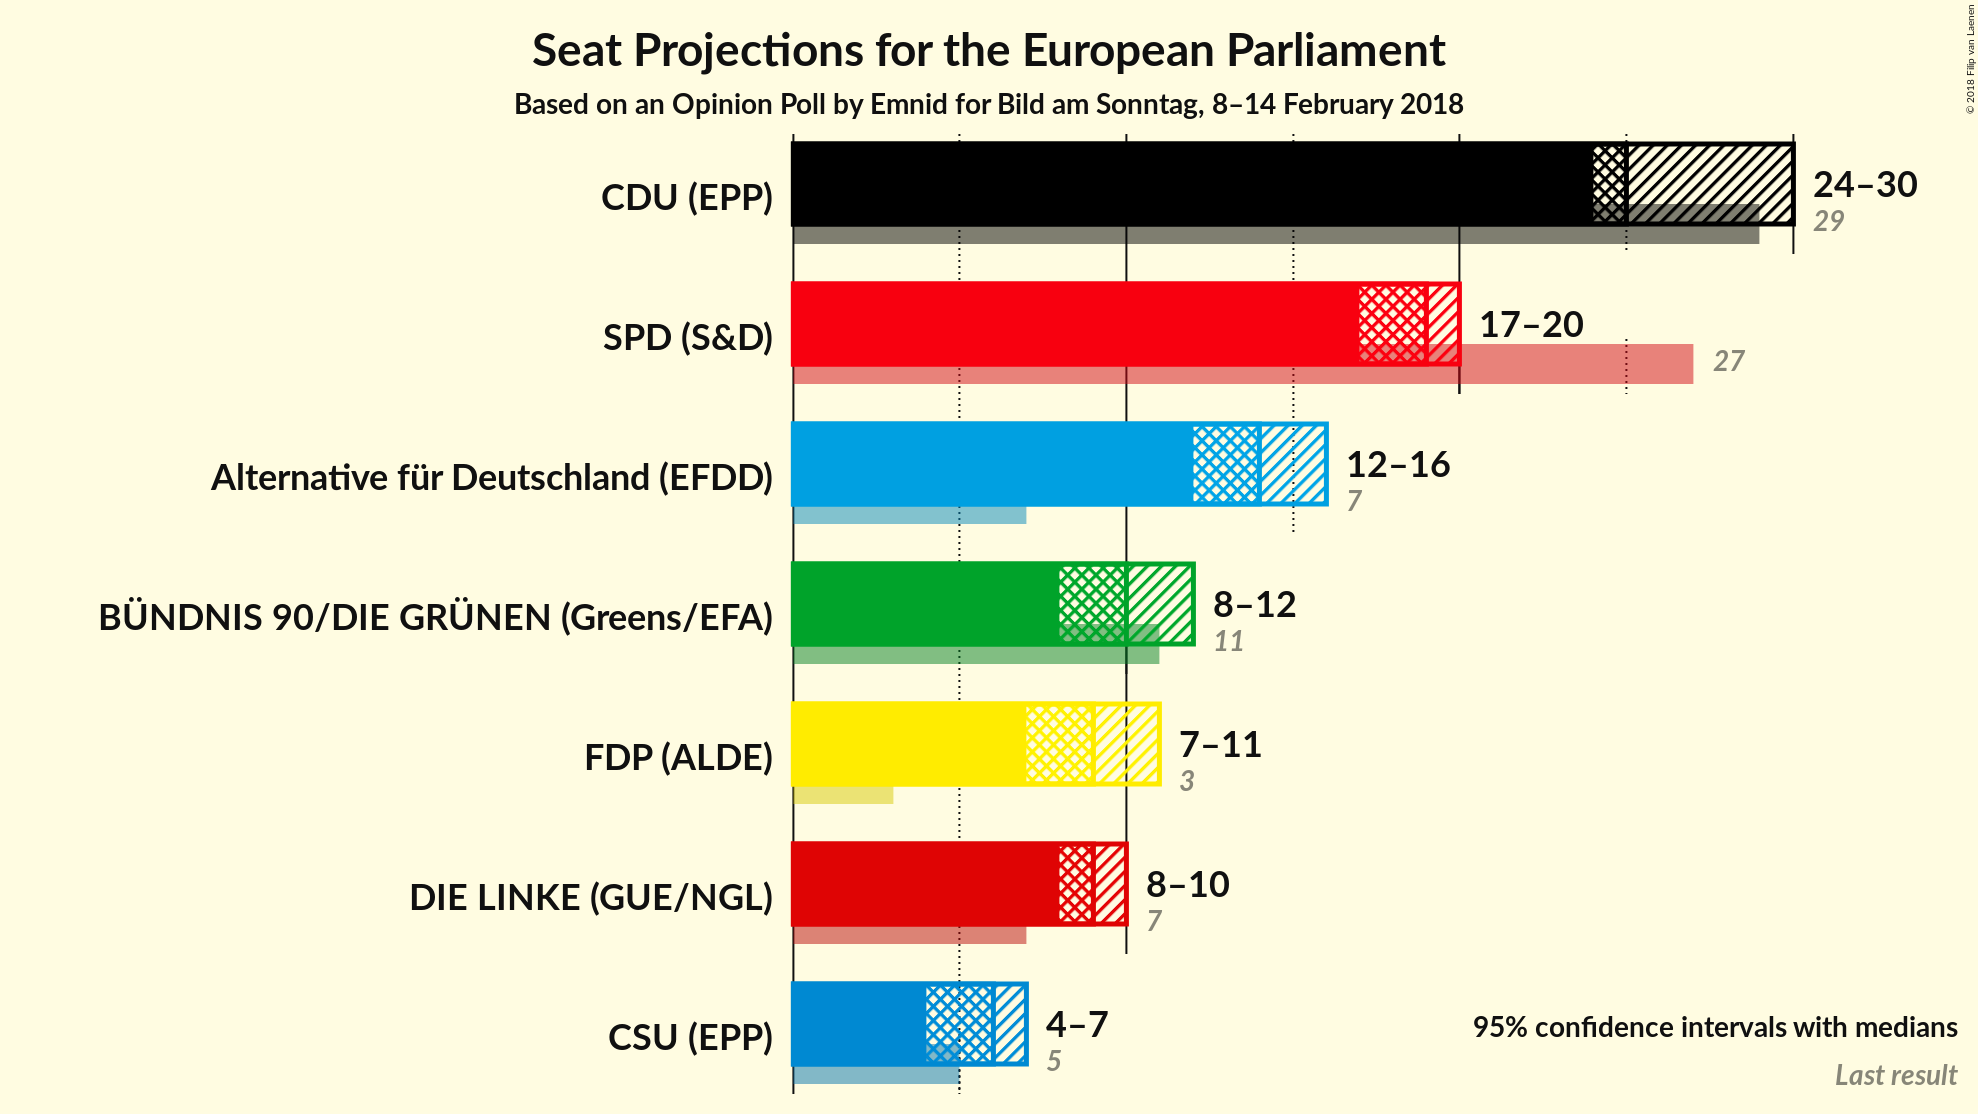 Seat Projections for the European Parliament
Based on an Opinion Poll by Emnid for Bild am Sonntag, 8–14 February 2018
© 2018 Filip van Laenen
CDU (EPP)
24–30
29
SPD (S&D)
17–20
27
Alternative für Deutschland (EFDD)
12–16
7
BÜNDNIS 90/DIE GRÜNEN (Greens/EFA)
8–12
11
FDP (ALDE)
7–11
3
DIE LINKE (GUE/NGL)
8–10
7
CSU (EPP)
4–7
5
95% confidence intervals with medians
Last result